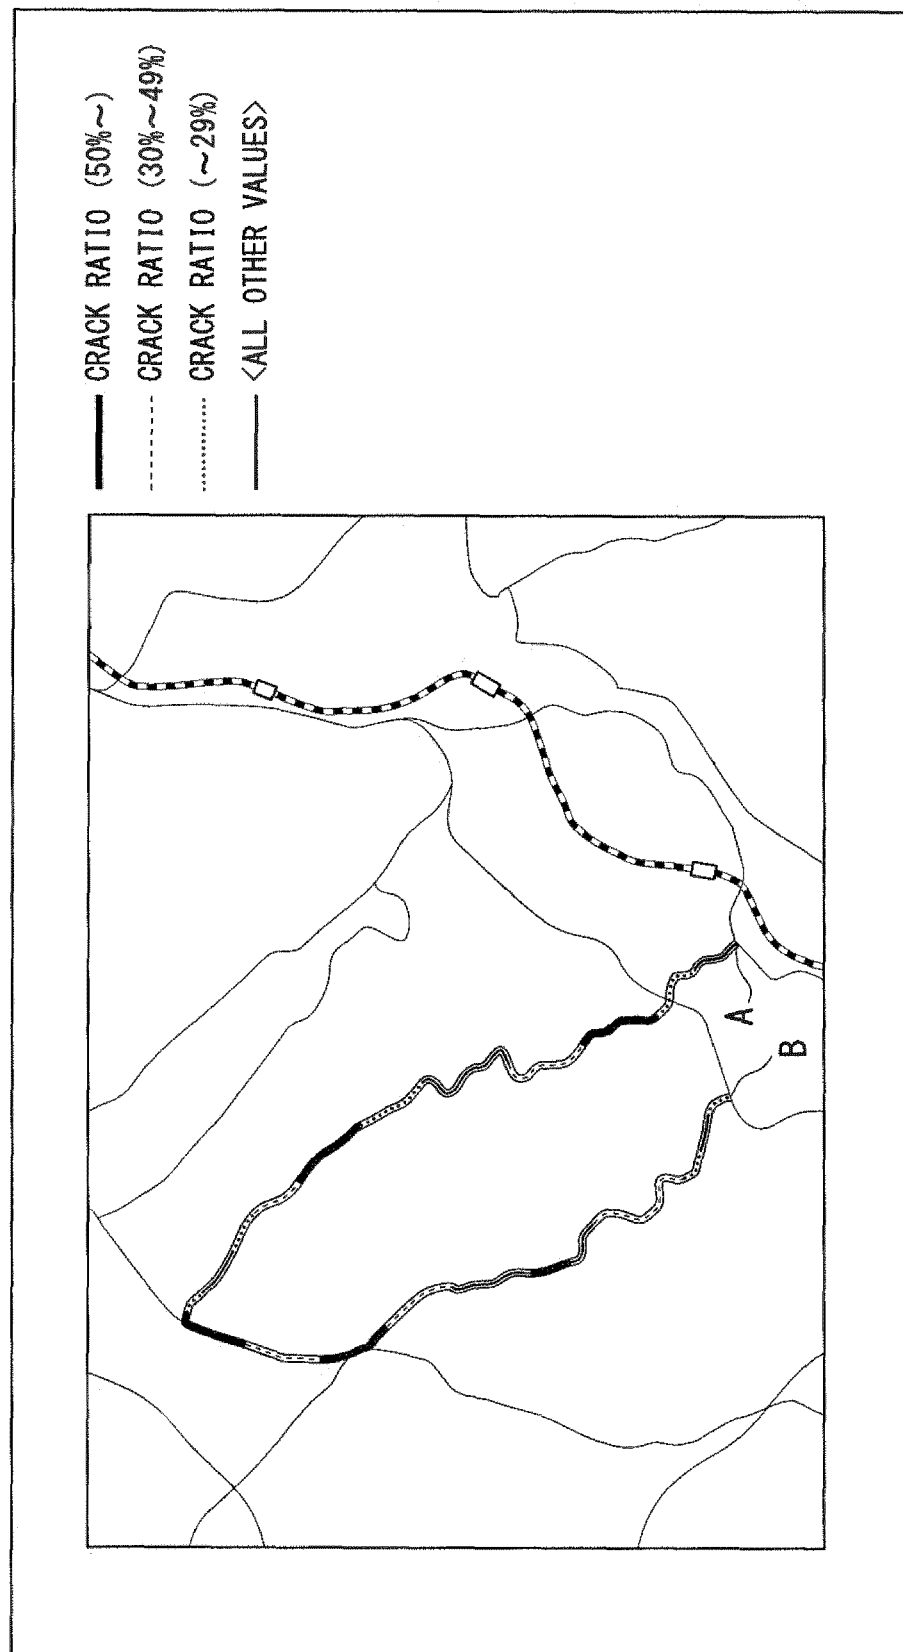 CRACK RATIO (50%~)
CRACK RATIO (30%~49%)
CRACK RATIO (~29%)
<ALL OTHER VALUES>
A
B